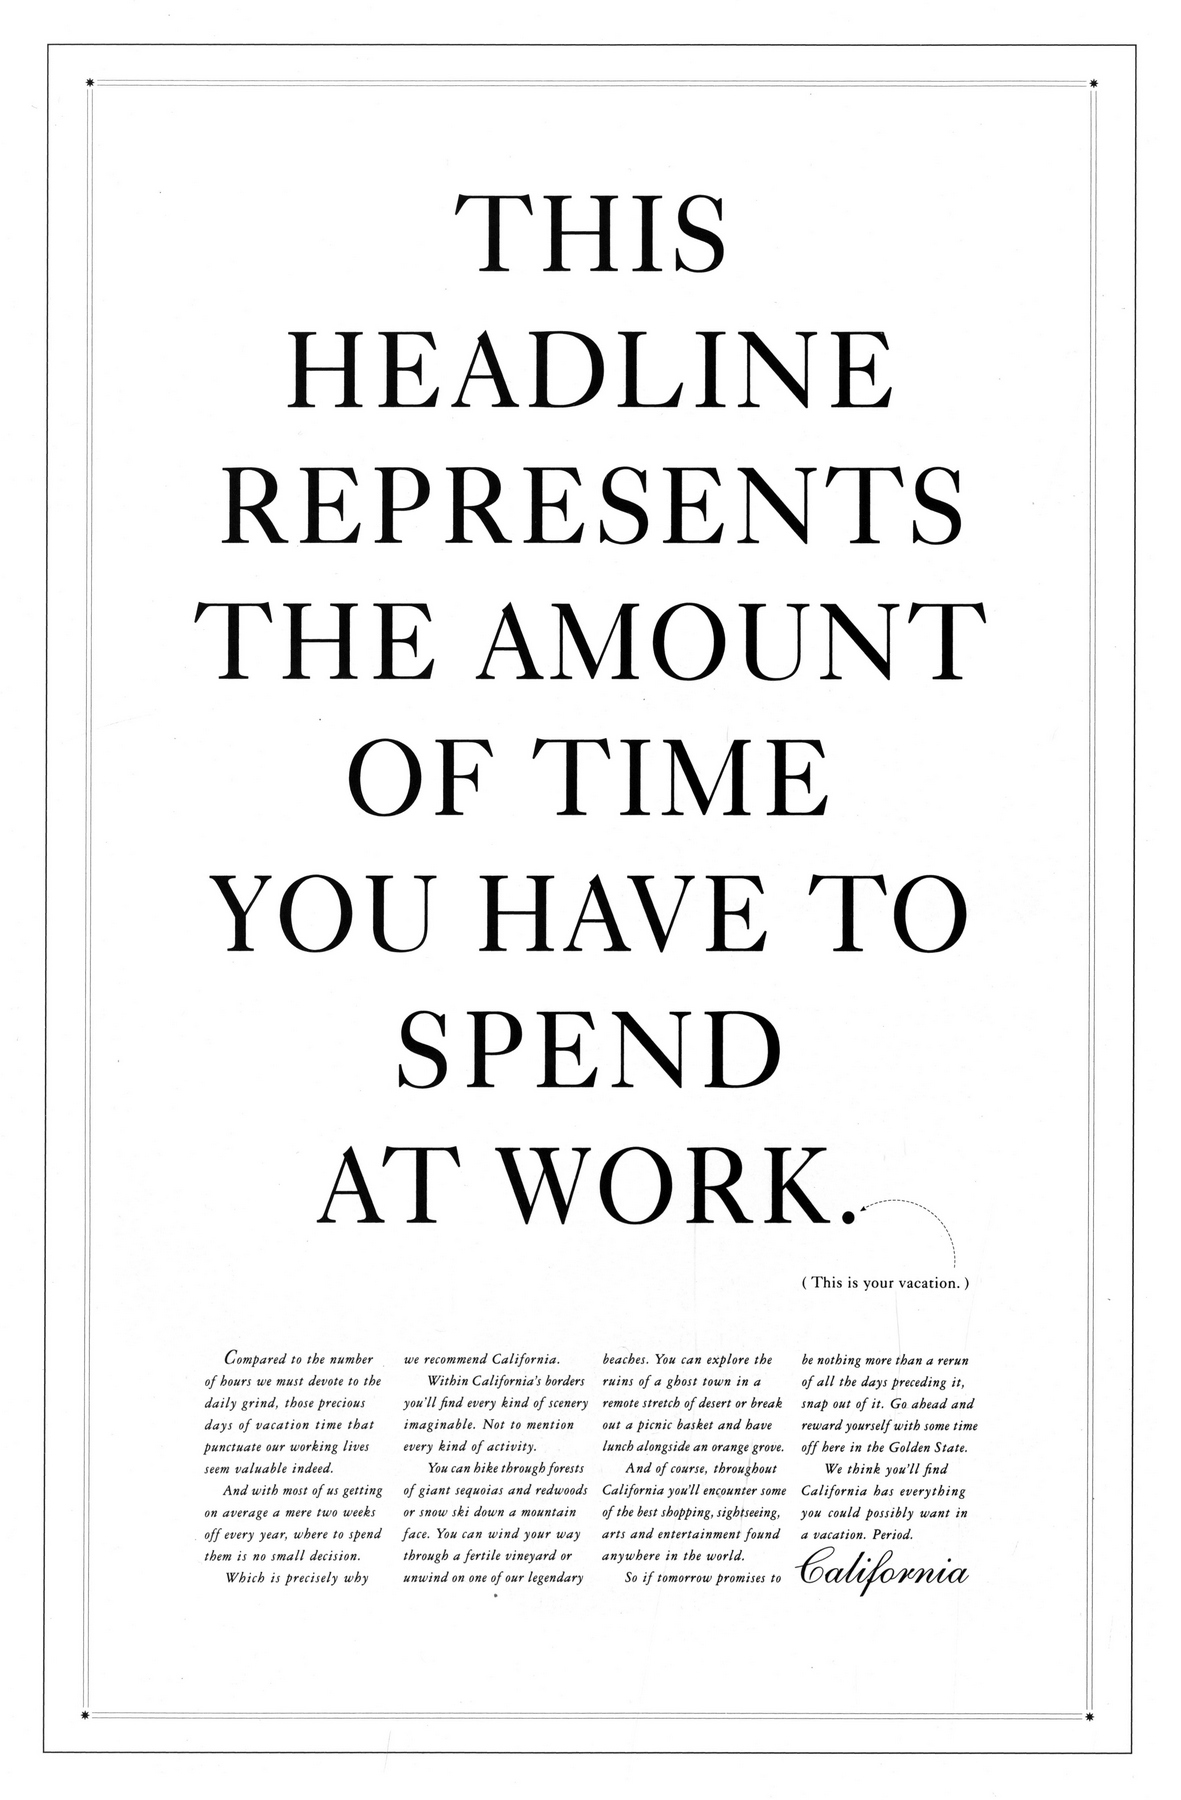 THIS
HEADLINE
REPRESENTS
THE AMOUNT
OF TIME
YOU HAVE TO
SPEND
AT WORK.
( This is your vacation. )
Compared to the number
of hours we must devote to the
daily grind, those precious
days of vacation time that
punctuate our working lives
seem valuable indeed.
And with most of us getting
on average a mere two weeks
off every year, where to spend
them is no small decision.
Which is precisely why
we recommend California.
Within California's borders
you'll find every kind of scenery
imaginable. Not to mention
every kind of activity.
You can hike through forests
of giant sequoias and redwoods
or snow ski down a mountain
face. You can wind your way
through a fertile vineyard or
unwind on one of our legendary
beaches. You can explore the
ruins of a ghost town in a
remote stretch of desert or break
out a picnic basket and have
lunch alongside an orange grove.
And of course, throughout
California you'll encounter some
of the best shopping, sightseeing,
arts and entertainment found
anywhere in the world.
So if tomorrow promises to
be nothing more than a rerun
of all the days preceding it,
snap out of it. Go ahead and
reward yourself with some time
off here in the Golden State.
We think you'll find
California has everything
you could possibly want in
a vacation. Period.
California